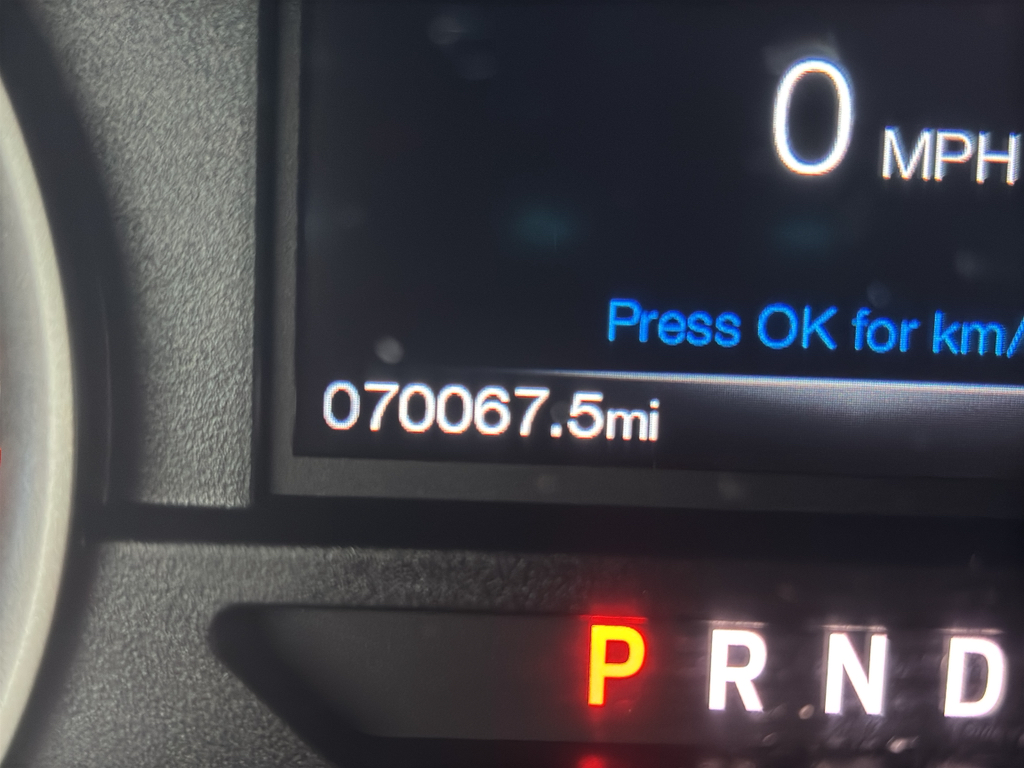 0 MPH
Press OK for km/
070067.5mi
P R N D